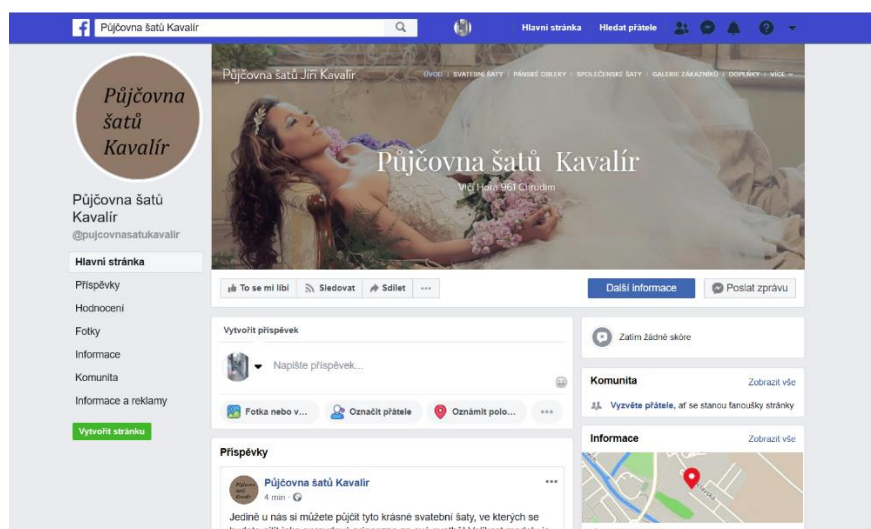 Půjčovna šatů Kavalír
Hlavní stránka
Hledat přátele
Půjčovna
šatů
Kavalír
Půjčovna šatů
Kavalír
@pujcovnasatukavalir
Hlavní stránka
Příspěvky
Hodnocení
Fotky
Informace
Komunita
Informace a reklamy
Vytvořit stránku
Půjčovna šatů Jiří Kavalír
ÚVOD | SVATEBNÍ ŠATY | PÁNSKÉ OBLEKY | SPOLEČENSKÉ ŠATY | GALERIE ZÁKAZNÍKŮ | DOPLŇKY | VÍCE
Půjčovna šatů Kavalír
Vlčí Hora 961 Chrudim
To se mi líbí
Sledovat
Sdílet
Další informace
Poslat zprávu
Vytvořit příspěvek
Napište příspěvek...
Fotka nebo v...
Označit přátele
Oznámit polo...
Příspěvky
Půjčovna šatů Kavalír
4 min ·
Jedině u nás si můžete půjčit tyto krásné svatební šaty, ve kterých se
Zatím žádné skóre
Komunita
Zobrazit vše
Vyzvěte přátele, ať se stanou fanoušky stránky
Informace
Zobrazit vše